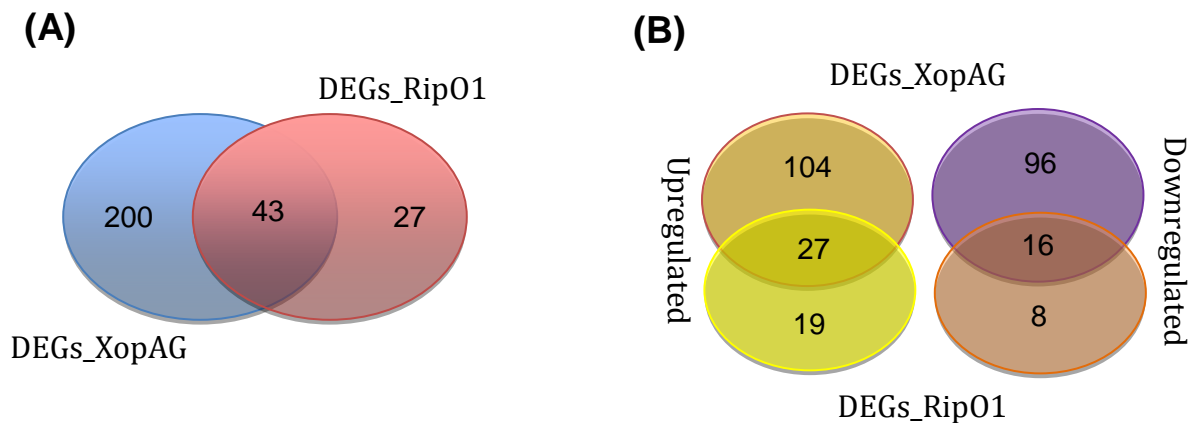 (A)
DEGs_RipO1
200
43
27
DEGs_XopAG
(B)
DEGs_XopAG
Upregulated
104
96
Downregulated
27
16
19
8
DEGs_RipO1